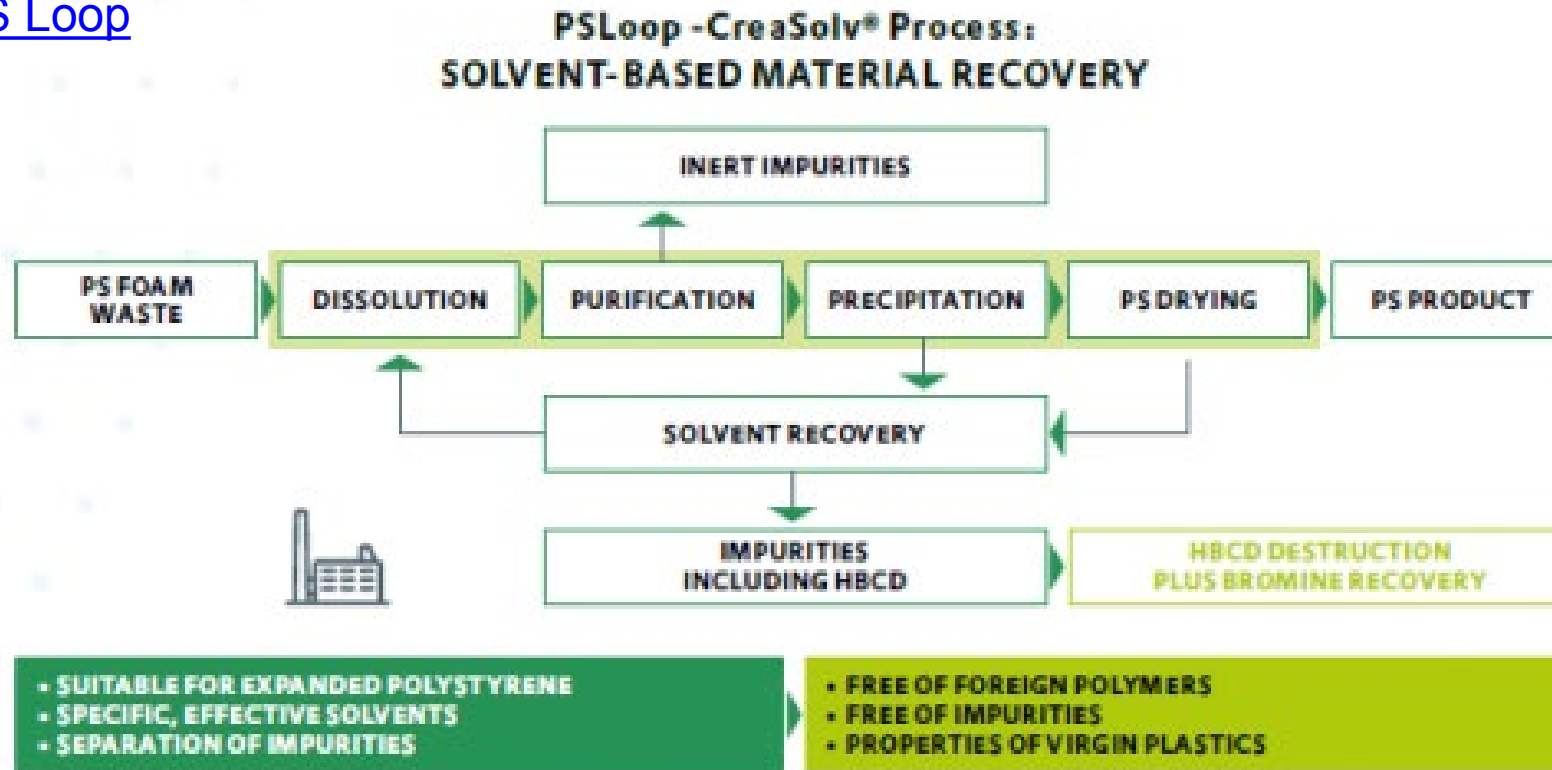 S Loop
PSLoop -CreaSolv® Process:
SOLVENT-BASED MATERIAL RECOVERY
INERT IMPURITIES
PS FOAM
WASTE
DISSOLUTION
PURIFICATION
PRECIPITATION
PS DRYING
PS PRODUCT
SOLVENT RECOVERY
IMPURITIES
INCLUDING HBCD
HBCD DESTRUCTION
PLUS BROMINE RECOVERY
• SUITABLE FOR EXPANDED POLYSTYRENE
• SPECIFIC, EFFECTIVE SOLVENTS
• SEPARATION OF IMPURITIES
• FREE OF FOREIGN POLYMERS
• FREE OF IMPURITIES
• PROPERTIES OF VIRGIN PLASTICS